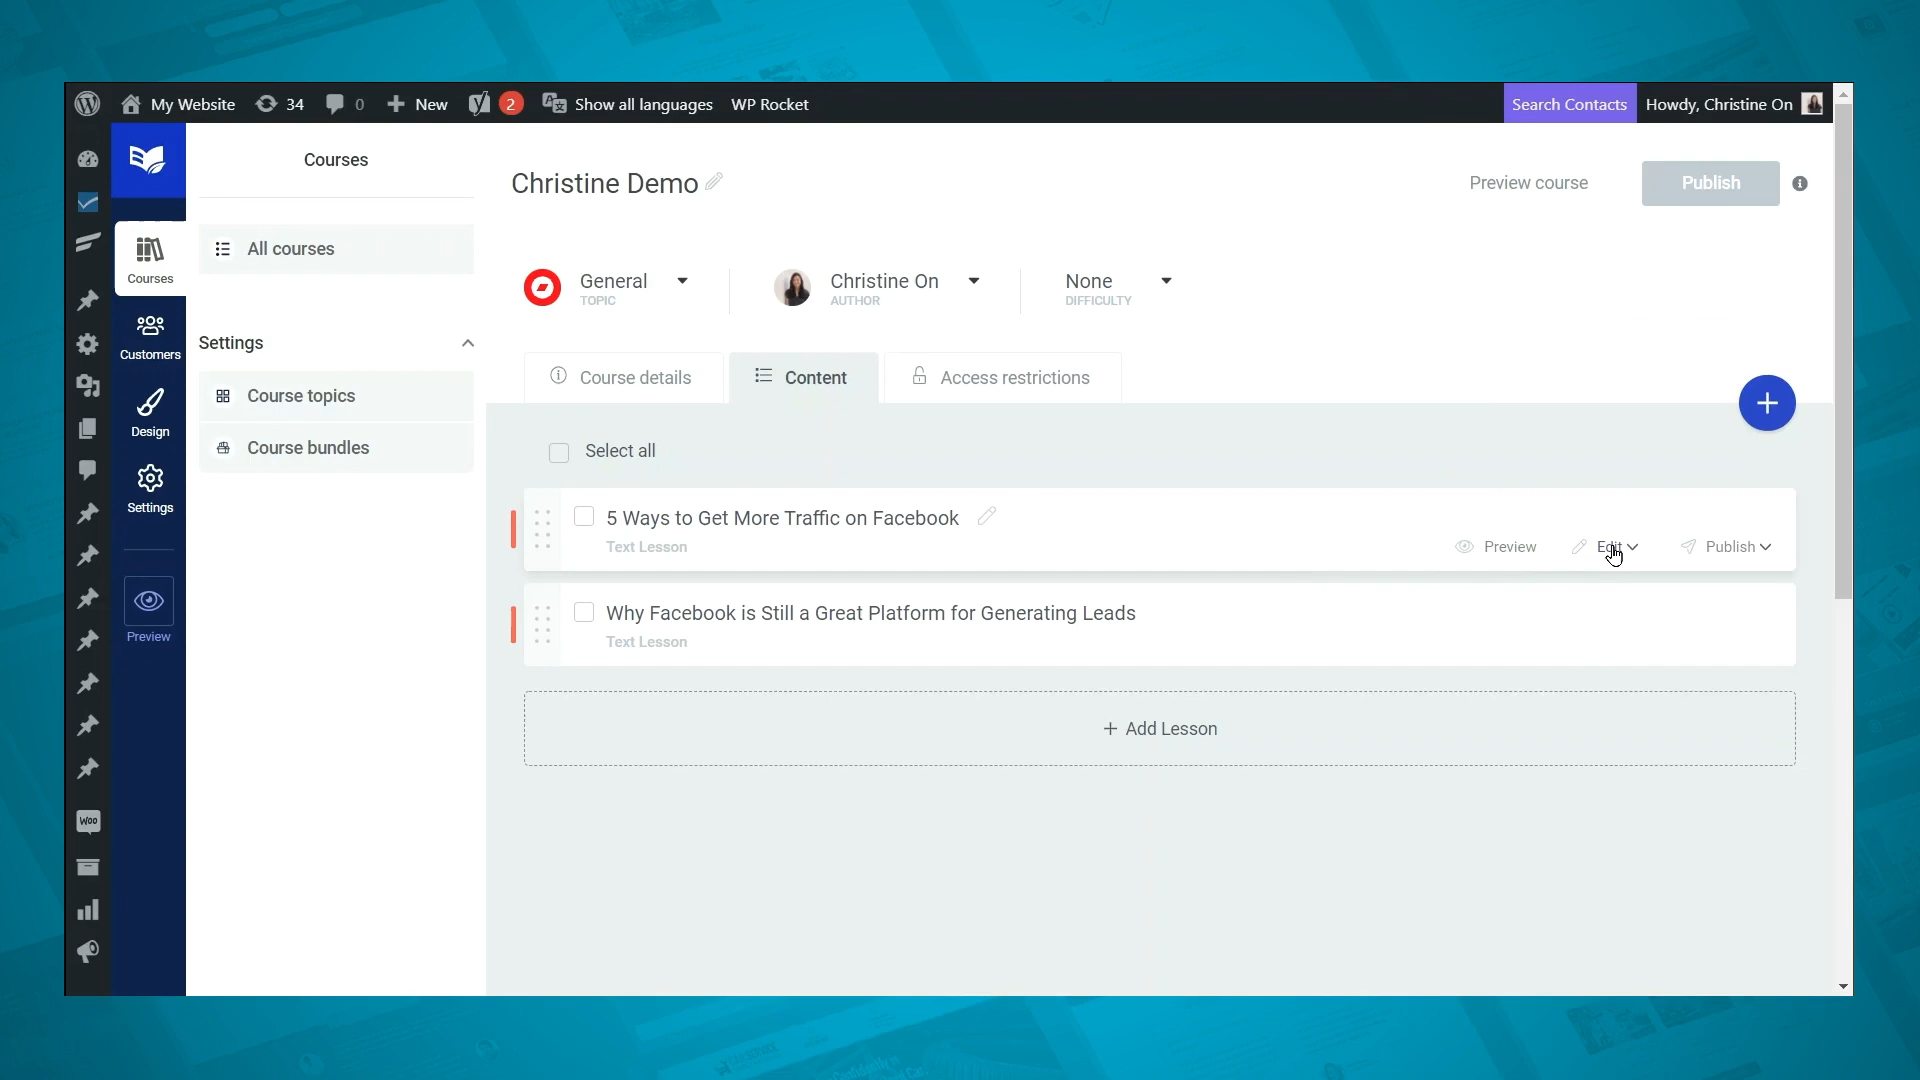 My Website
34
0
New
2
Show all languages
WP Rocket
Search Contacts
Howdy, Christine On
Courses
Customers
Design
Settings
Preview
Woo
Courses
All courses
Settings
Course topics
Course bundles
Christine Demo
Preview course
Publish
General
TOPIC
Christine On
AUTHOR
None
DIFFICULTY
Course details
Content
Access restrictions
Select all
5 Ways to Get More Traffic on Facebook
Text Lesson
Preview
Edit
Publish
Why Facebook is Still a Great Platform for Generating Leads
Text Lesson
+ Add Lesson